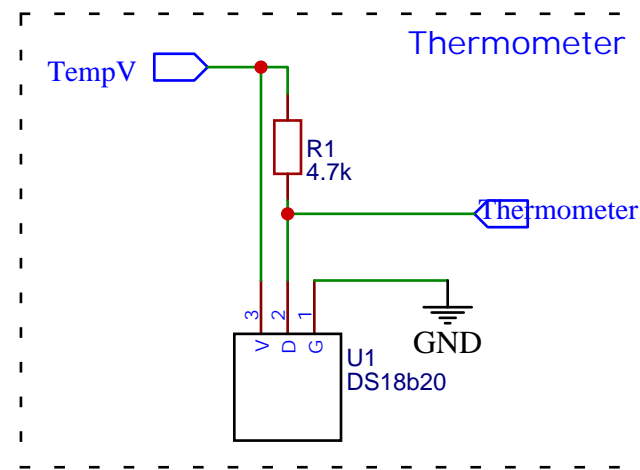 Thermometer
TempV
R1
4.7k
Thermometer
3
2
1
V
D
G
GND
U1
DS18b20